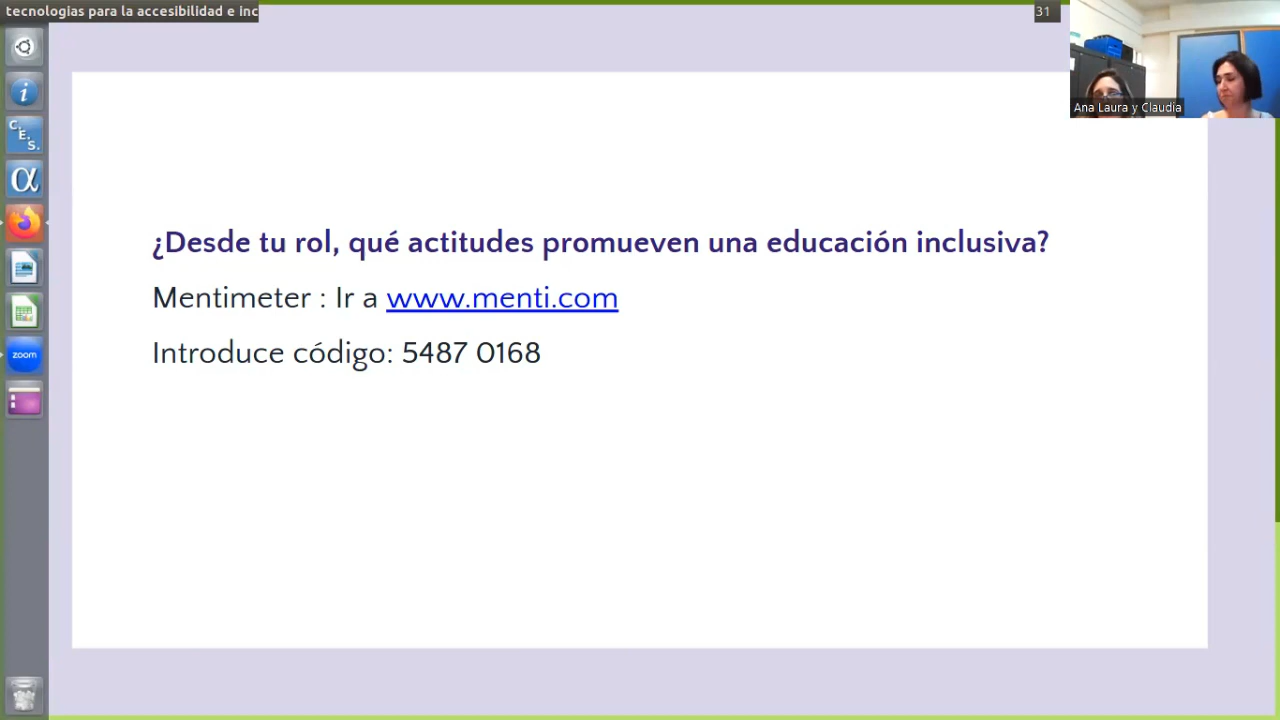 tecnologias para la accesibilidad e inc
31
Ana Laura y Claudia
i
C.
E.
S.
α
zoom
¿Desde tu rol, qué actitudes promueven una educación inclusiva?
Mentimeter : Ir a www.menti.com
Introduce código: 5487 0168